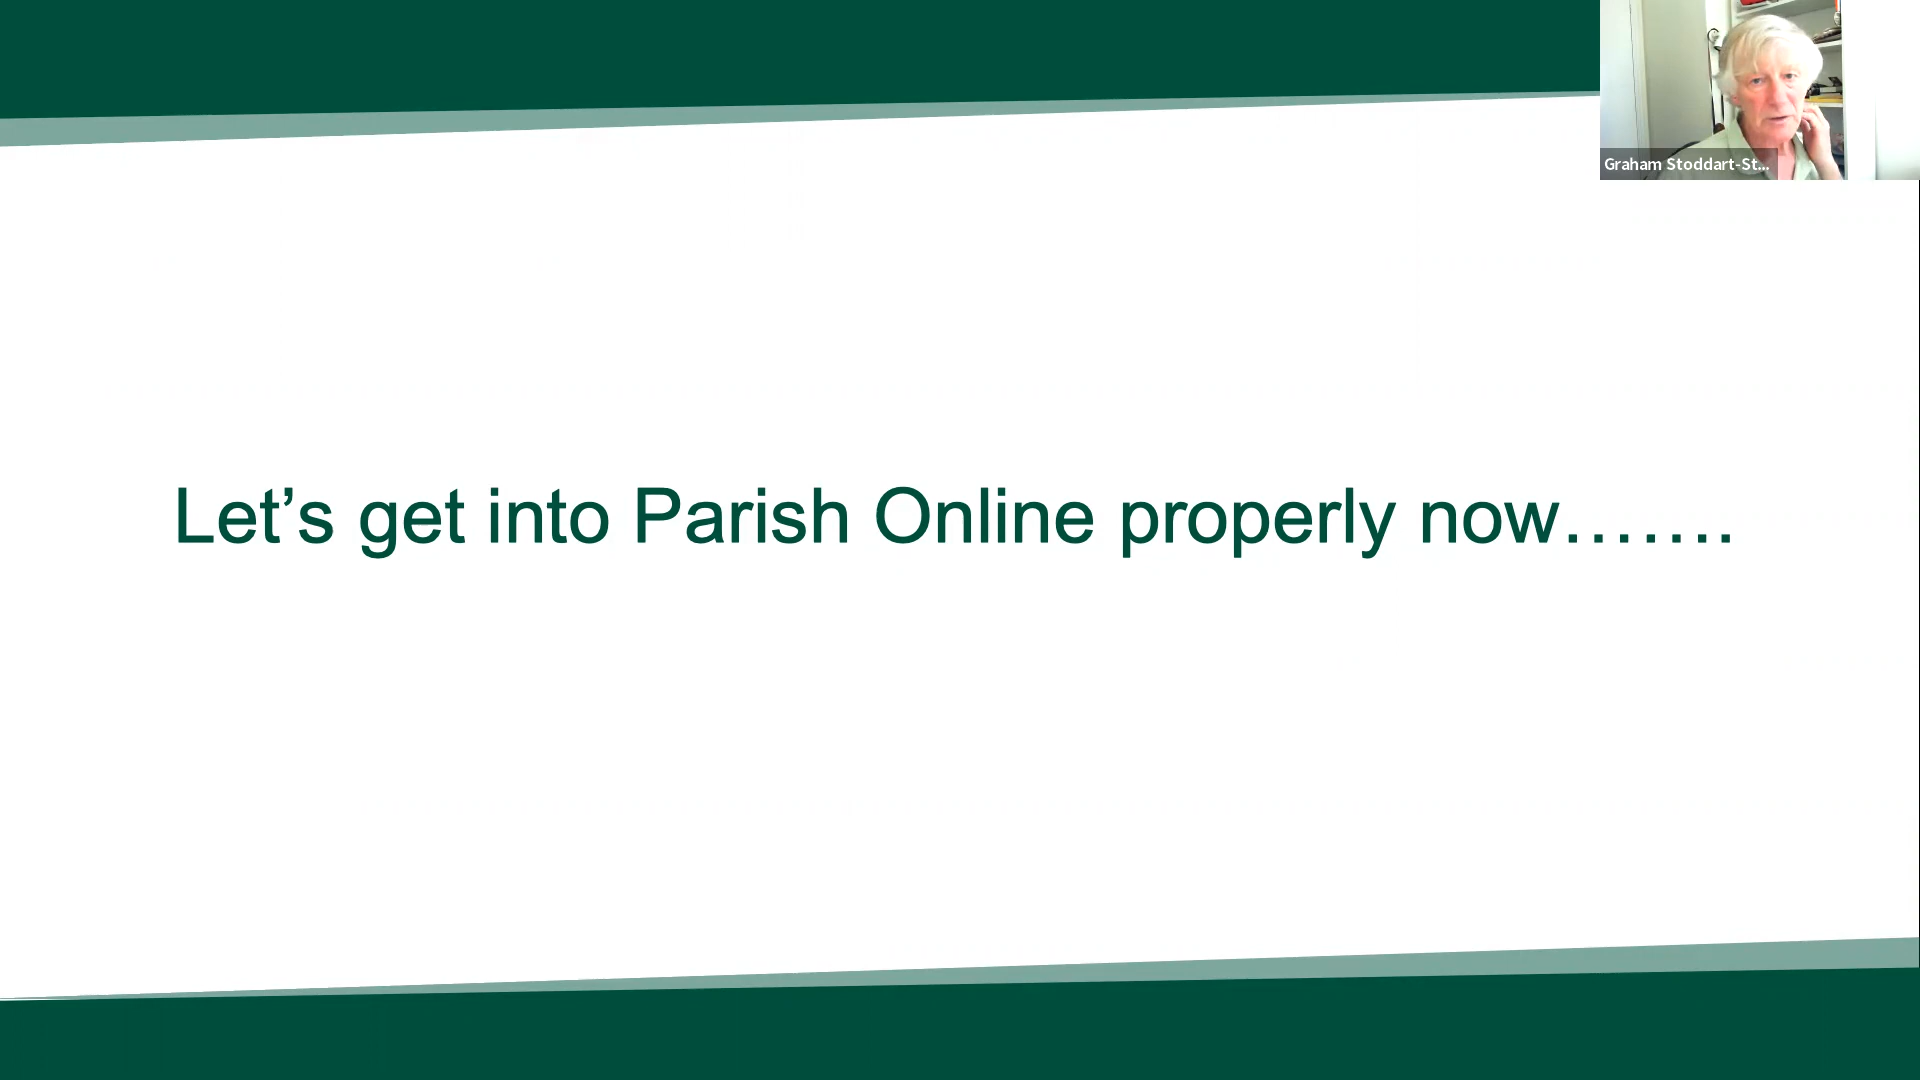 Graham Stoddart-St...
Let’s get into Parish Online properly now…….